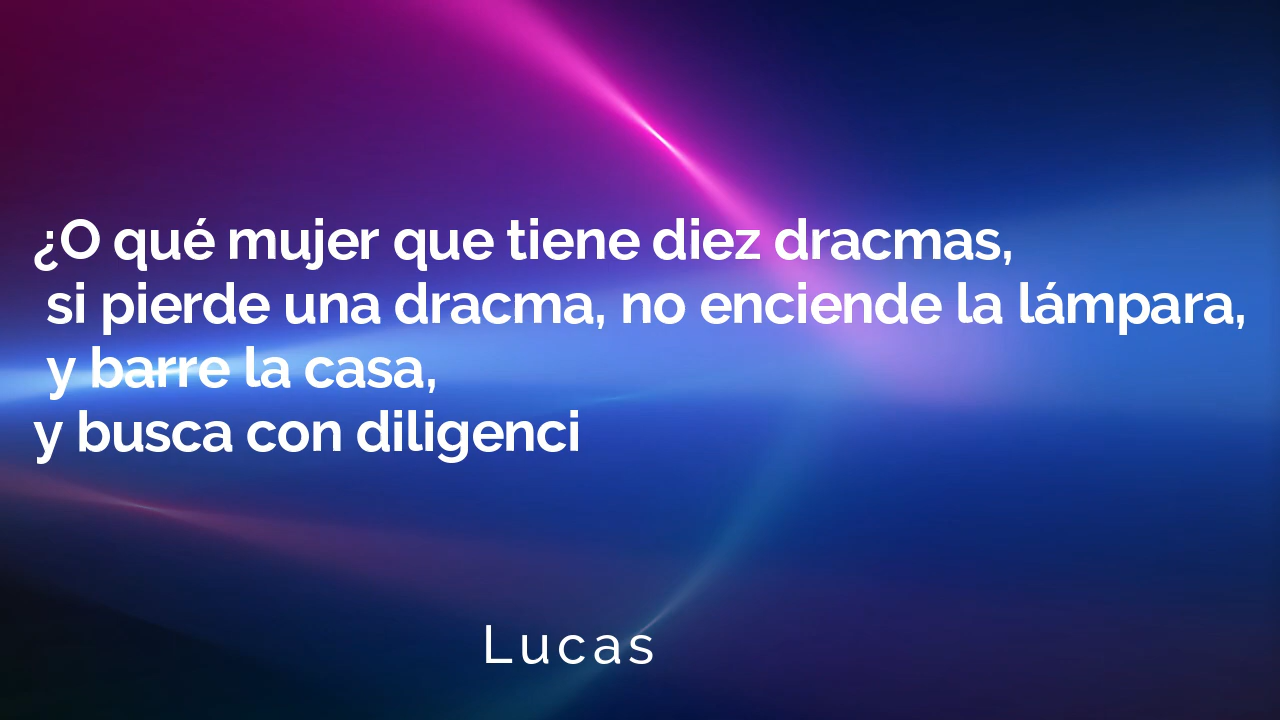 ¿O qué mujer que tiene diez dracmas,
si pierde una dracma, no enciende la lámpara,
y barre la casa,
y busca con diligenci
Lucas